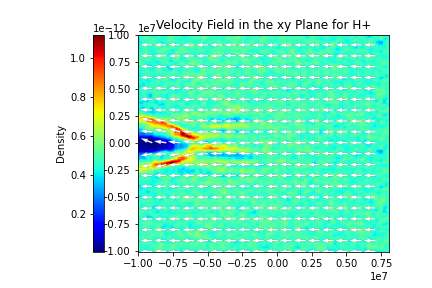 Velocity Field in the xy Plane for H+
1e−12
1e7
Density
1.0
0.8
0.6
0.4
0.2
1.00
0.75
0.50
0.25
0.00
−0.25
−0.50
−0.75
−1.00
−1.00 −0.75 −0.50 −0.25 0.00 0.25 0.50 0.75
1e7